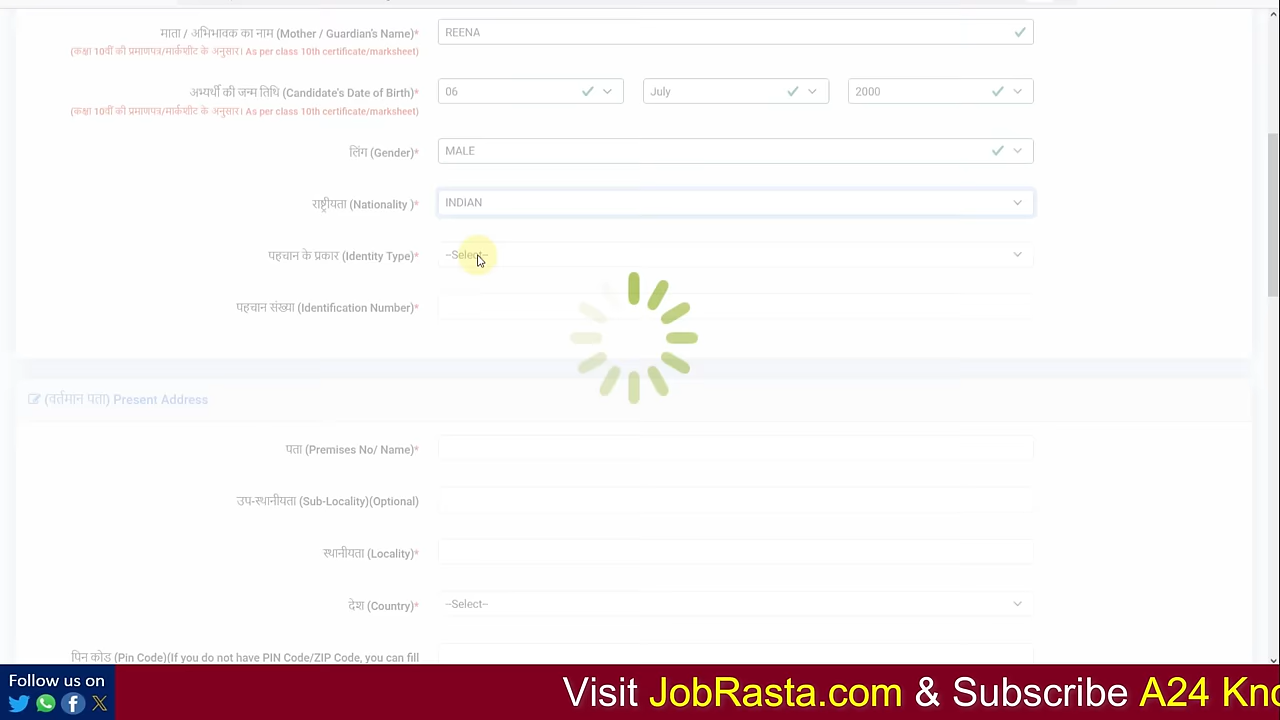 माता / अभिभावक का नाम (Mother / Guardian's Name)* REENA
(कक्षा 10वीं की प्रमाणपत्र/मार्कशीट के अनुसार। As per class 10th certificate/marksheet)
अभ्यर्थी की जन्म तिथि (Candidate's Date of Birth)* 06 July 2000
(कक्षा 10वीं की प्रमाणपत्र/मार्कशीट के अनुसार। As per class 10th certificate/marksheet)
लिंग (Gender)* MALE
राष्ट्रीयता (Nationality )* INDIAN
पहचान के प्रकार (Identity Type)* --Select--
पहचान संख्या (Identification Number)*
(वर्तमान पता) Present Address
पता (Premises No/ Name)*
उप-स्थानीयता (Sub-Locality)(Optional)
स्थानीयता (Locality)*
देश (Country)* --Select--
पिन कोड (Pin Code)(If you do not have PIN Code/ZIP Code, you can fill
Follow us on
Visit JobRasta.com & Subscribe A24 Kno